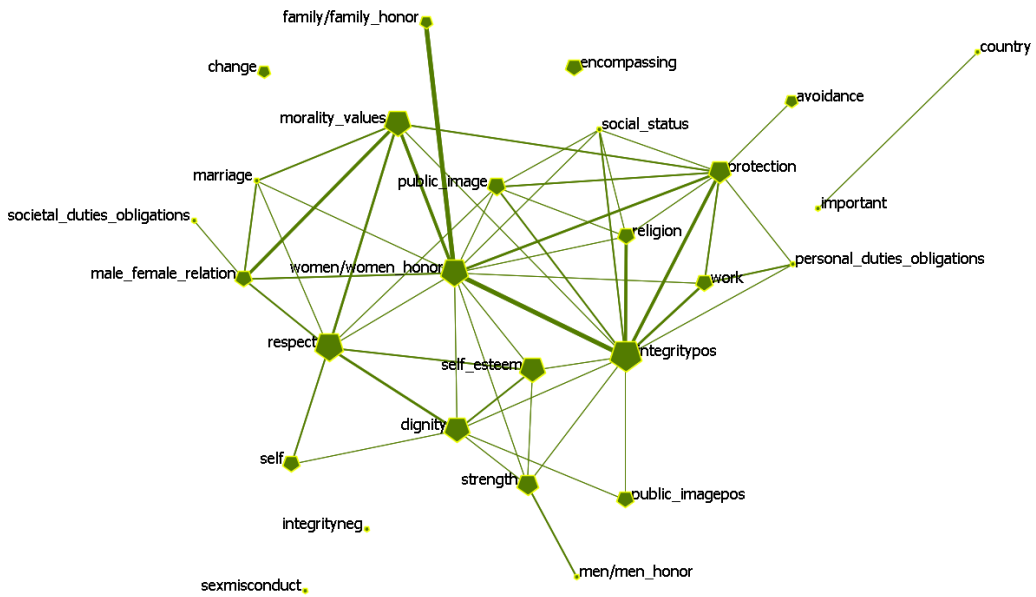 family/family_honor
country
encompassing
change
avoidance
morality_values
social_status
protection
marriage
public_image
important
societal_duties_obligations
religion
personal_duties_obligations
male_female_relation
women/women_honor
work
respect
integritypos
self_esteem
dignity
self
strength
public_imagepos
integrityneg
men/men_honor
sexmisconduct